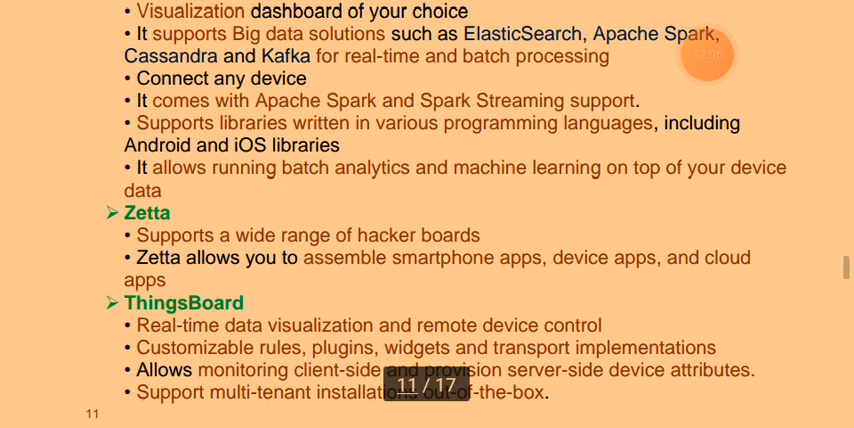 • Visualization dashboard of your choice
• It supports Big data solutions such as ElasticSearch, Apache Spark,
Cassandra and Kafka for real-time and batch processing
12:06
• Connect any device
• It comes with Apache Spark and Spark Streaming support.
• Supports libraries written in various programming languages, including
Android and iOS libraries
• It allows running batch analytics and machine learning on top of your device
data
➢ Zetta
• Supports a wide range of hacker boards
• Zetta allows you to assemble smartphone apps, device apps, and cloud
apps
➢ ThingsBoard
• Real-time data visualization and remote device control
• Customizable rules, plugins, widgets and transport implementations
• Allows monitoring client-side and provision server-side device attributes.
11 / 17
• Support multi-tenant installations out-of-the-box.
11